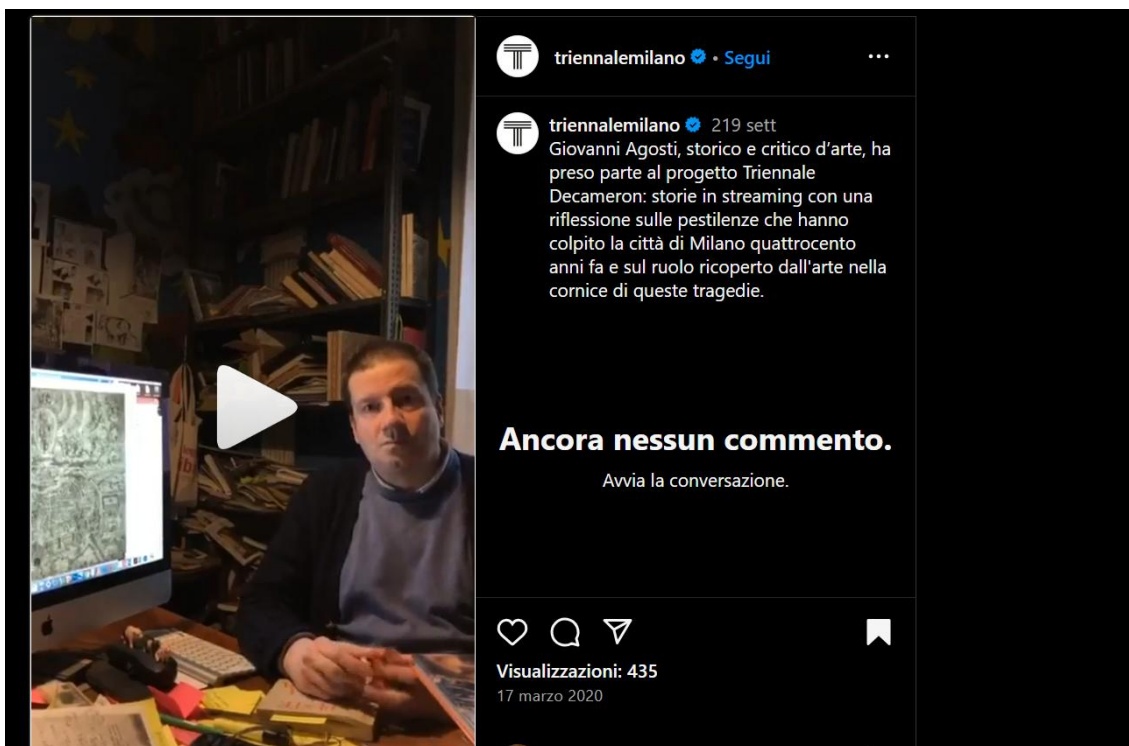 triennalemilano • Segui
triennalemilano 219 sett
Giovanni Agosti, storico e critico d’arte, ha
preso parte al progetto Triennale
Decameron: storie in streaming con una
riflessione sulle pestilenze che hanno
colpito la città di Milano quattrocento
anni fa e sul ruolo ricoperto dall'arte nella
cornice di queste tragedie.
Ancora nessun commento.
Avvia la conversazione.
Visualizzazioni: 435
17 marzo 2020